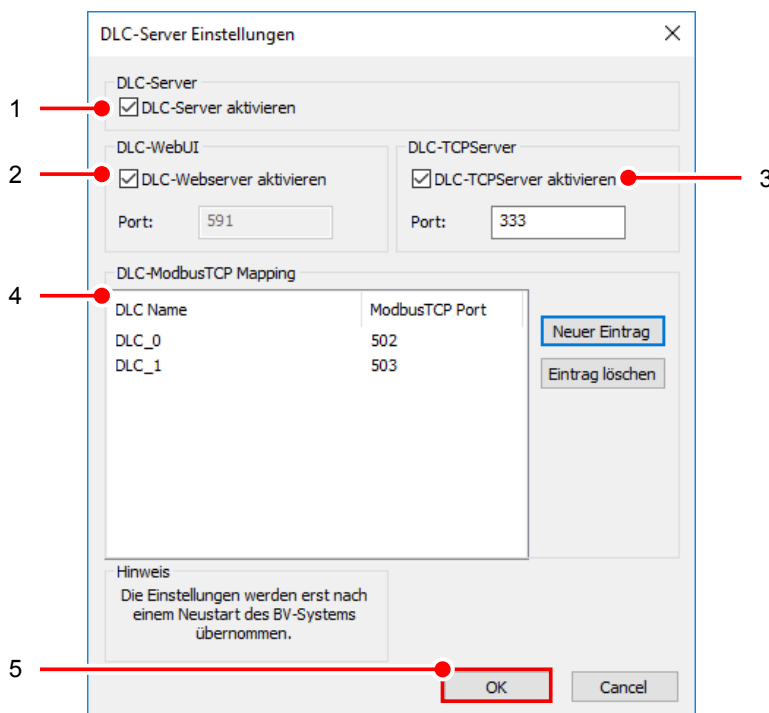 DLC-Server Einstellungen
DLC-Server
1
DLC-Server aktivieren
DLC-WebUI
DLC-TCPServer
2
DLC-Webserver aktivieren
DLC-TCPServer aktivieren
3
Port: 591
Port: 333
DLC-ModbusTCP Mapping
4
DLC Name ModbusTCP Port
DLC_0 502
DLC_1 503
Neuer Eintrag
Eintrag löschen
Hinweis
Die Einstellungen werden erst nach
einem Neustart des BV-Systems
übernommen.
5
OK
Cancel